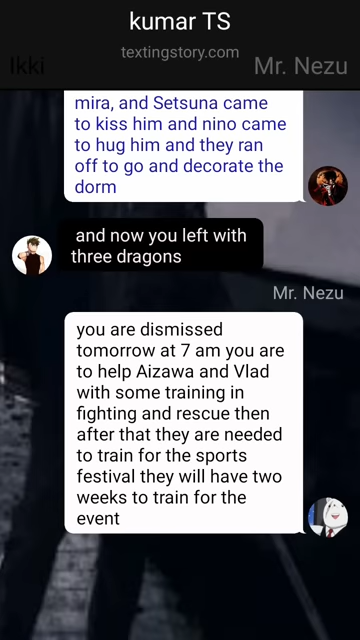 kumar TS
textingstory.com
Ikki
Mr. Nezu
mira, and Setsuna came
to kiss him and nino came
to hug him and they ran
off to go and decorate the
dorm
and now you left with
three dragons
Mr. Nezu
you are dismissed
tomorrow at 7 am you are
to help Aizawa and Vlad
with some training in
fighting and rescue then
after that they are needed
to train for the sports
festival they will have two
weeks to train for the
event